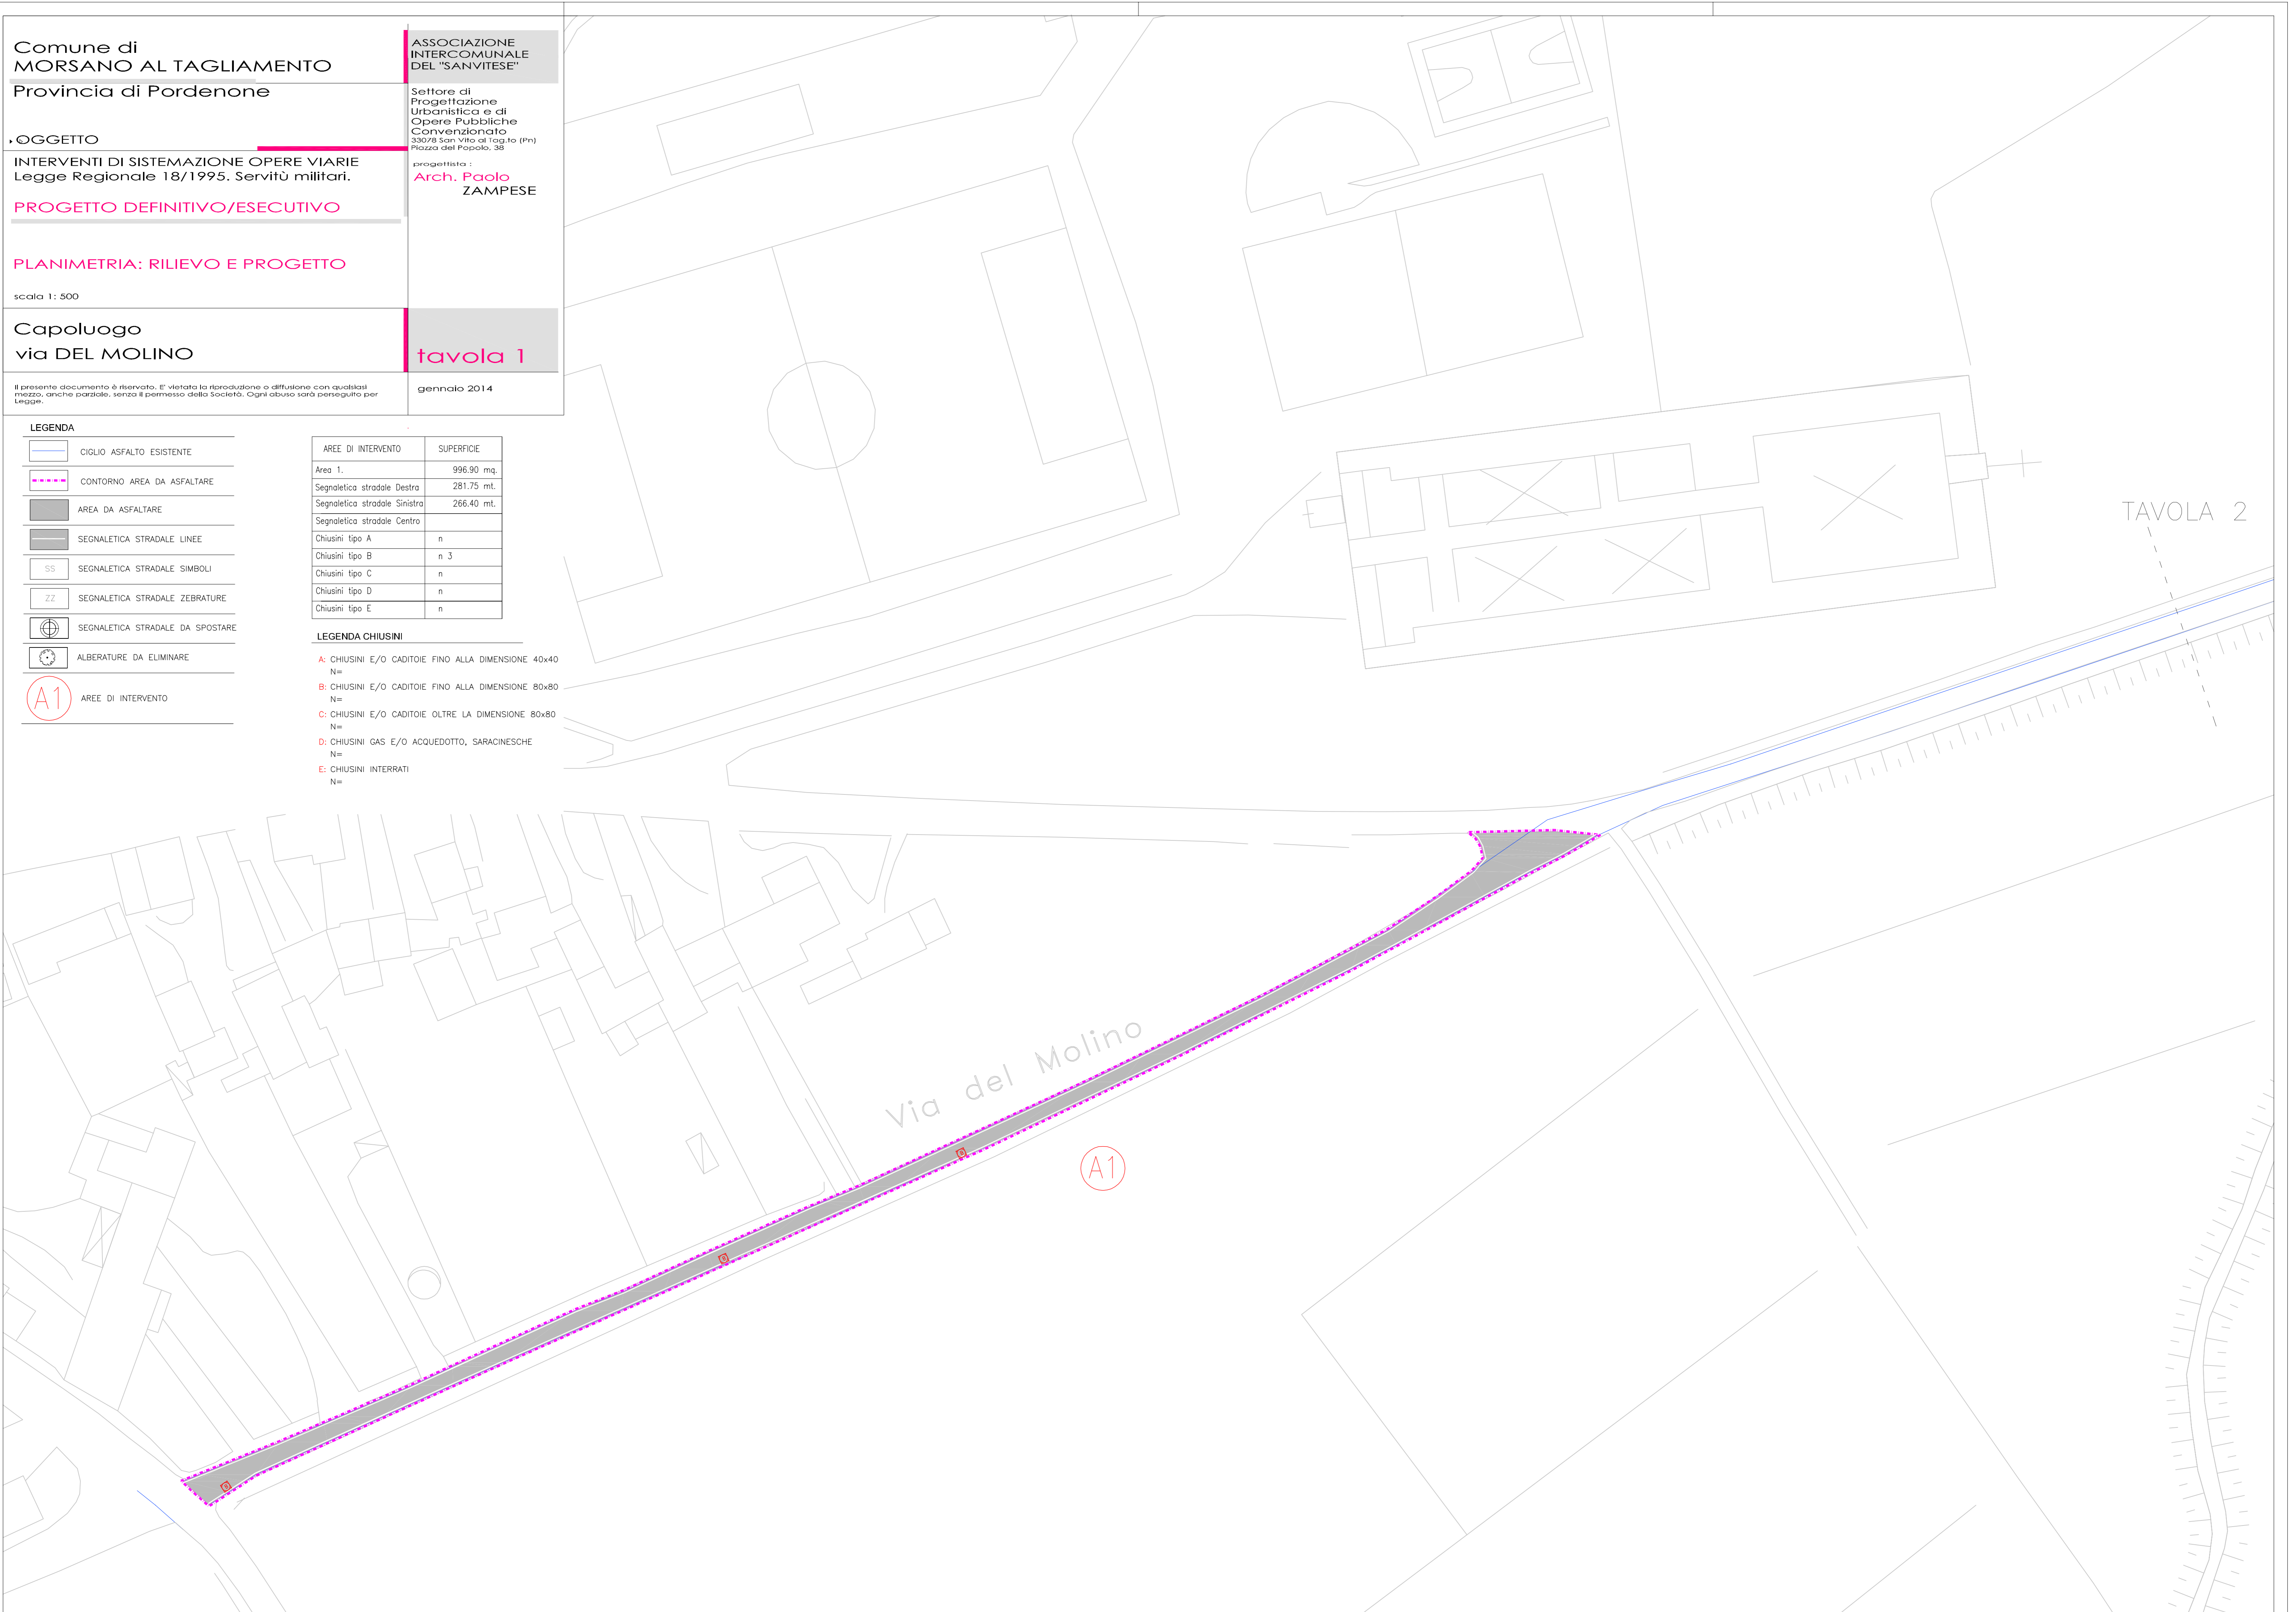 Comune di
MORSANO AL TAGLIAMENTO
Provincia di Pordenone
OGGETTO
INTERVENTI DI SISTEMAZIONE OPERE VIARIE
Legge Regionale 18/1995. Servitù militari.
PROGETTO DEFINITIVO/ESECUTIVO
PLANIMETRIA: RILIEVO E PROGETTO
scala 1: 500
Capoluogo
via DEL MOLINO
Il presente documento è riservato. E' vietata la riproduzione o diffusione con qualsiasi
mezzo, anche parziale, senza il permesso della Società. Ogni abuso sarà perseguito per
Legge.
ASSOCIAZIONE
INTERCOMUNALE
DEL "SANVITESE"
Settore di
Progettazione
Urbanistica e di
Opere Pubbliche
Convenzionato
33078 San Vito al Tag.to (Pn)
Piazza del Popolo, 38
progettista :
Arch. Paolo
ZAMPESE
tavola 1
gennaio 2014
LEGENDA
CIGLIO ASFALTO ESISTENTE
CONTORNO AREA DA ASFALTARE
AREA DA ASFALTARE
SEGNALETICA STRADALE LINEE
SS SEGNALETICA STRADALE SIMBOLI
ZZ SEGNALETICA STRADALE ZEBRATURE
SEGNALETICA STRADALE DA SPOSTARE
ALBERATURE DA ELIMINARE
A1 AREE DI INTERVENTO
AREE DI INTERVENTO SUPERFICIE
Area 1. 996.90 mq.
Segnaletica stradale Destra 281.75 mt.
Segnaletica stradale Sinistra 266.40 mt.
Segnaletica stradale Centro
Chiusini tipo A n
Chiusini tipo B n 3
Chiusini tipo C n
Chiusini tipo D n
Chiusini tipo E n
LEGENDA CHIUSINI
A: CHIUSINI E/O CADITOIE FINO ALLA DIMENSIONE 40x40
N=
B: CHIUSINI E/O CADITOIE FINO ALLA DIMENSIONE 80x80
N=
C: CHIUSINI E/O CADITOIE OLTRE LA DIMENSIONE 80x80
N=
D: CHIUSINI GAS E/O ACQUEDOTTO, SARACINESCHE
N=
E: CHIUSINI INTERRATI
N=
TAVOLA 2
Via del Molino
A1